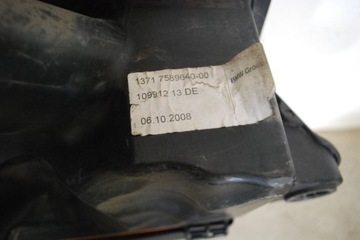 1371 7589640-00
109912 13 DE
BMW Group
06.10.2008